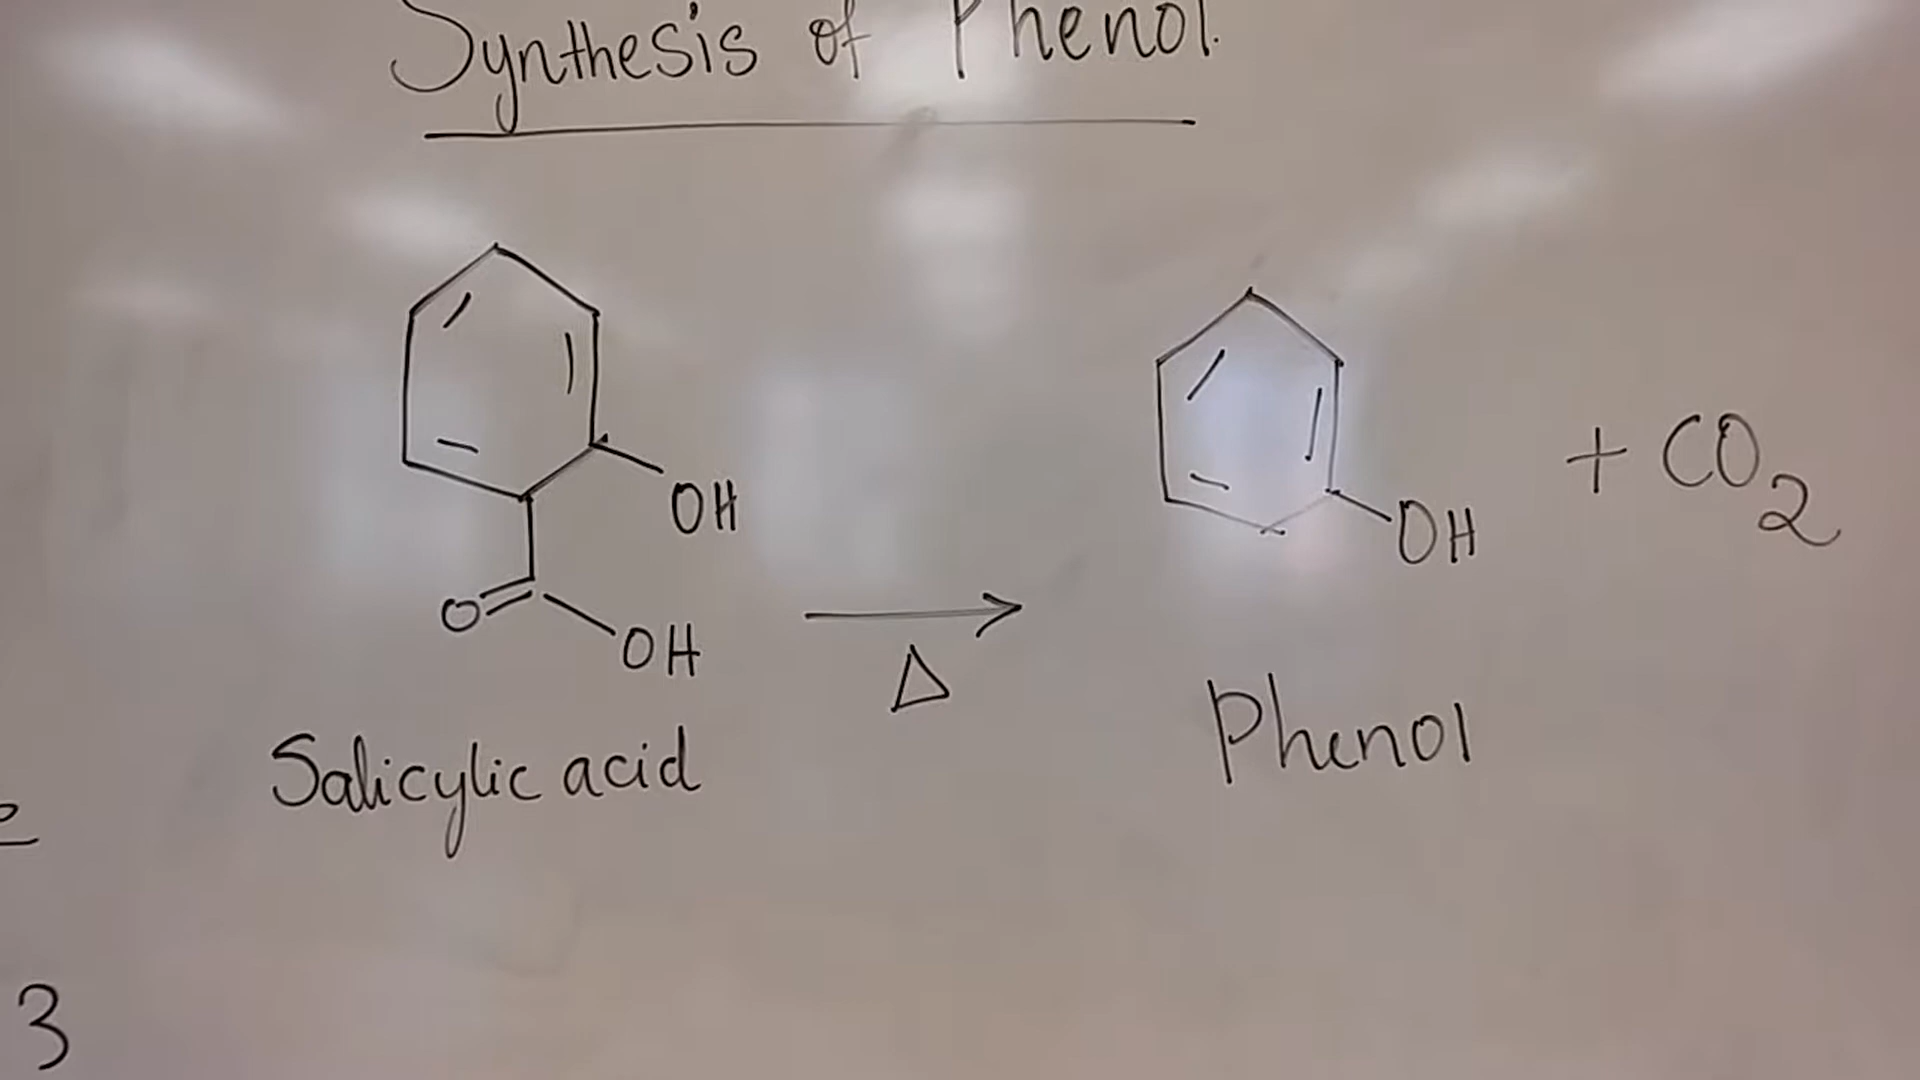 Synthesis of Phenol.
OH
O
OH
Δ
OH
+ CO2
Salicylic acid
Phenol
3